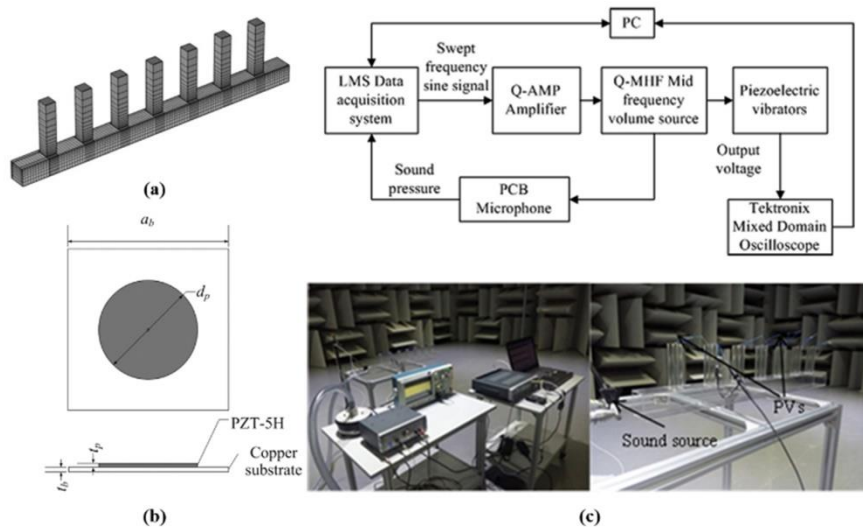 (a)
a_b
d_p
PZT-5H
t_p
Copper
substrate
t_b
(b)
PC
Swept
frequency
sine signal
LMS Data
acquisition
system
Q-AMP
Amplifier
Q-MHF Mid
frequency
volume source
Piezoelectric
vibrators
Output
voltage
Sound
pressure
PCB
Microphone
Tektronix
Mixed Domain
Oscilloscope
PVs
Sound source
(c)